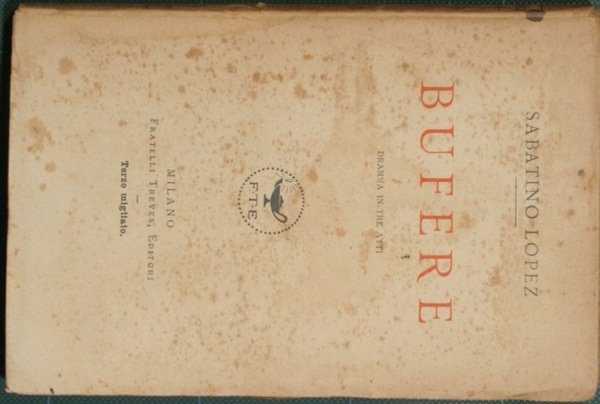 SABATINO LOPEZ
BUFERE
DRAMMA IN TRE ATTI
F·T·E
MILANO
FRATELLI TREVES, EDITORI
Terzo migliaio.